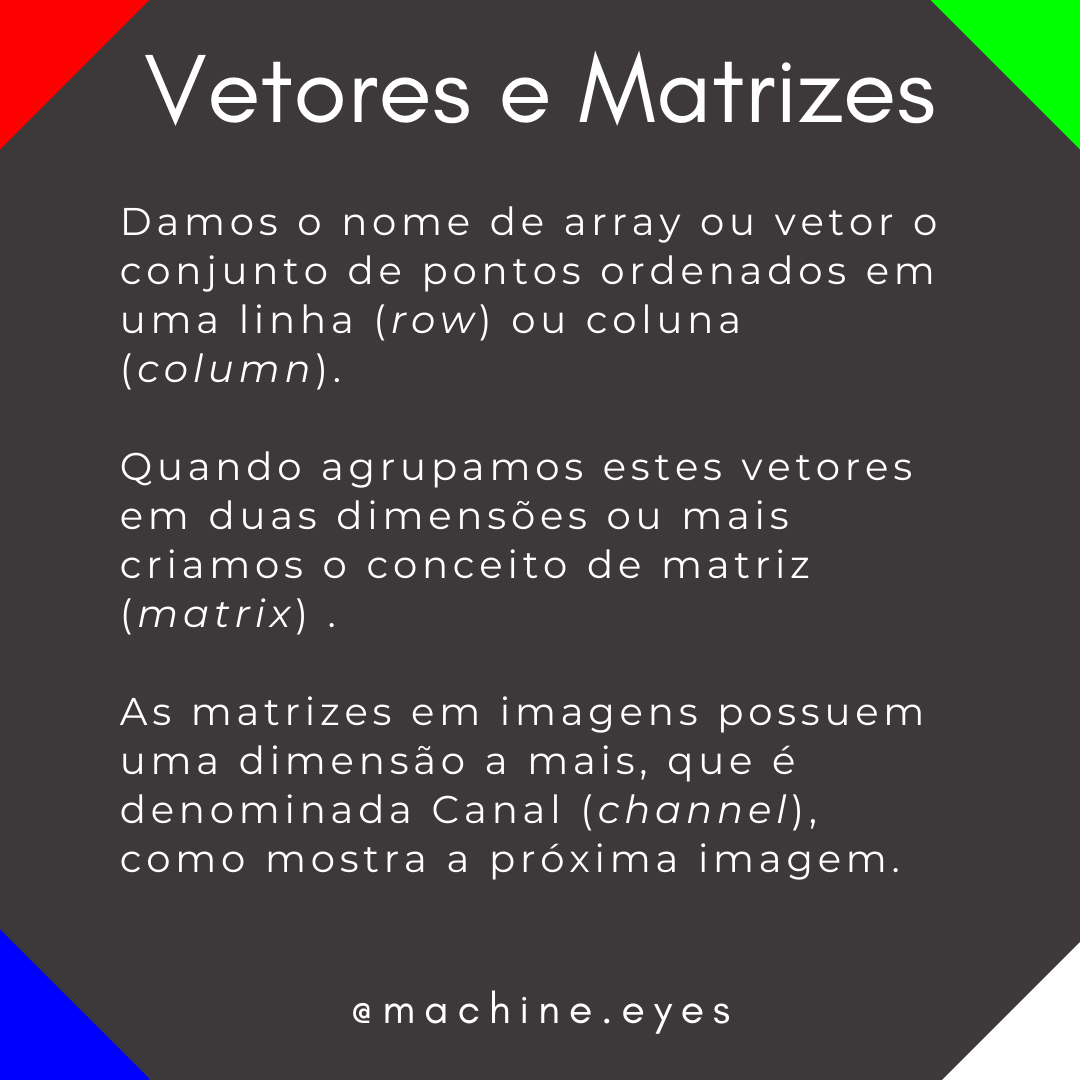 Vetores e Matrizes
Damos o nome de array ou vetor o
conjunto de pontos ordenados em
uma linha (row) ou coluna
(column).
Quando agrupamos estes vetores
em duas dimensões ou mais
criamos o conceito de matriz
(matrix) .
As matrizes em imagens possuem
uma dimensão a mais, que é
denominada Canal (channel),
como mostra a próxima imagem.
@machine.eyes